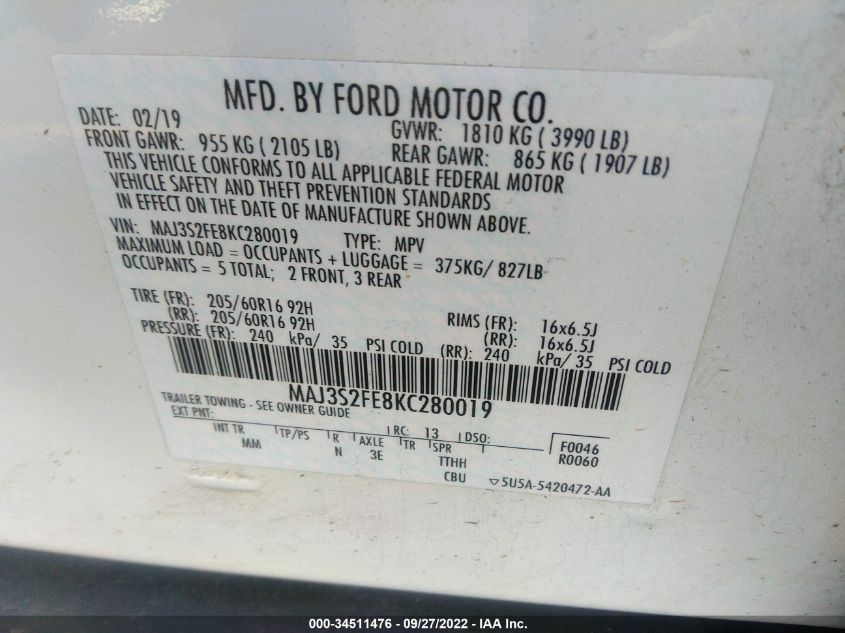 MFD. BY FORD MOTOR CO.
DATE: 02/19 GVWR: 1810 KG ( 3990 LB)
FRONT GAWR: 955 KG ( 2105 LB) REAR GAWR: 865 KG ( 1907 LB)
THIS VEHICLE CONFORMS TO ALL APPLICABLE FEDERAL MOTOR
VEHICLE SAFETY AND THEFT PREVENTION STANDARDS
IN EFFECT ON THE DATE OF MANUFACTURE SHOWN ABOVE.
VIN: MAJ3S2FE8KC280019 TYPE: MPV
MAXIMUM LOAD = OCCUPANTS + LUGGAGE = 375KG/ 827LB
OCCUPANTS = 5 TOTAL; 2 FRONT, 3 REAR
TIRE (FR): 205/60R16 92H RIMS (FR): 16x6.5J
(RR): 205/60R16 92H (RR): 16x6.5J
PRESSURE (FR): 240 kPa/ 35 PSI COLD (RR): 240 kPa/ 35 PSI COLD
MAJ3S2FE8KC280019
TRAILER TOWING - SEE OWNER GUIDE
EXT PNT: RC: 13 DSO: F0046
INT TR TP/PS R AXLE TR SPR R0060
MM N 3E TTHH
CBU 5U5A-5420472-AA
000-34511476 - 09/27/2022 - IAA Inc.